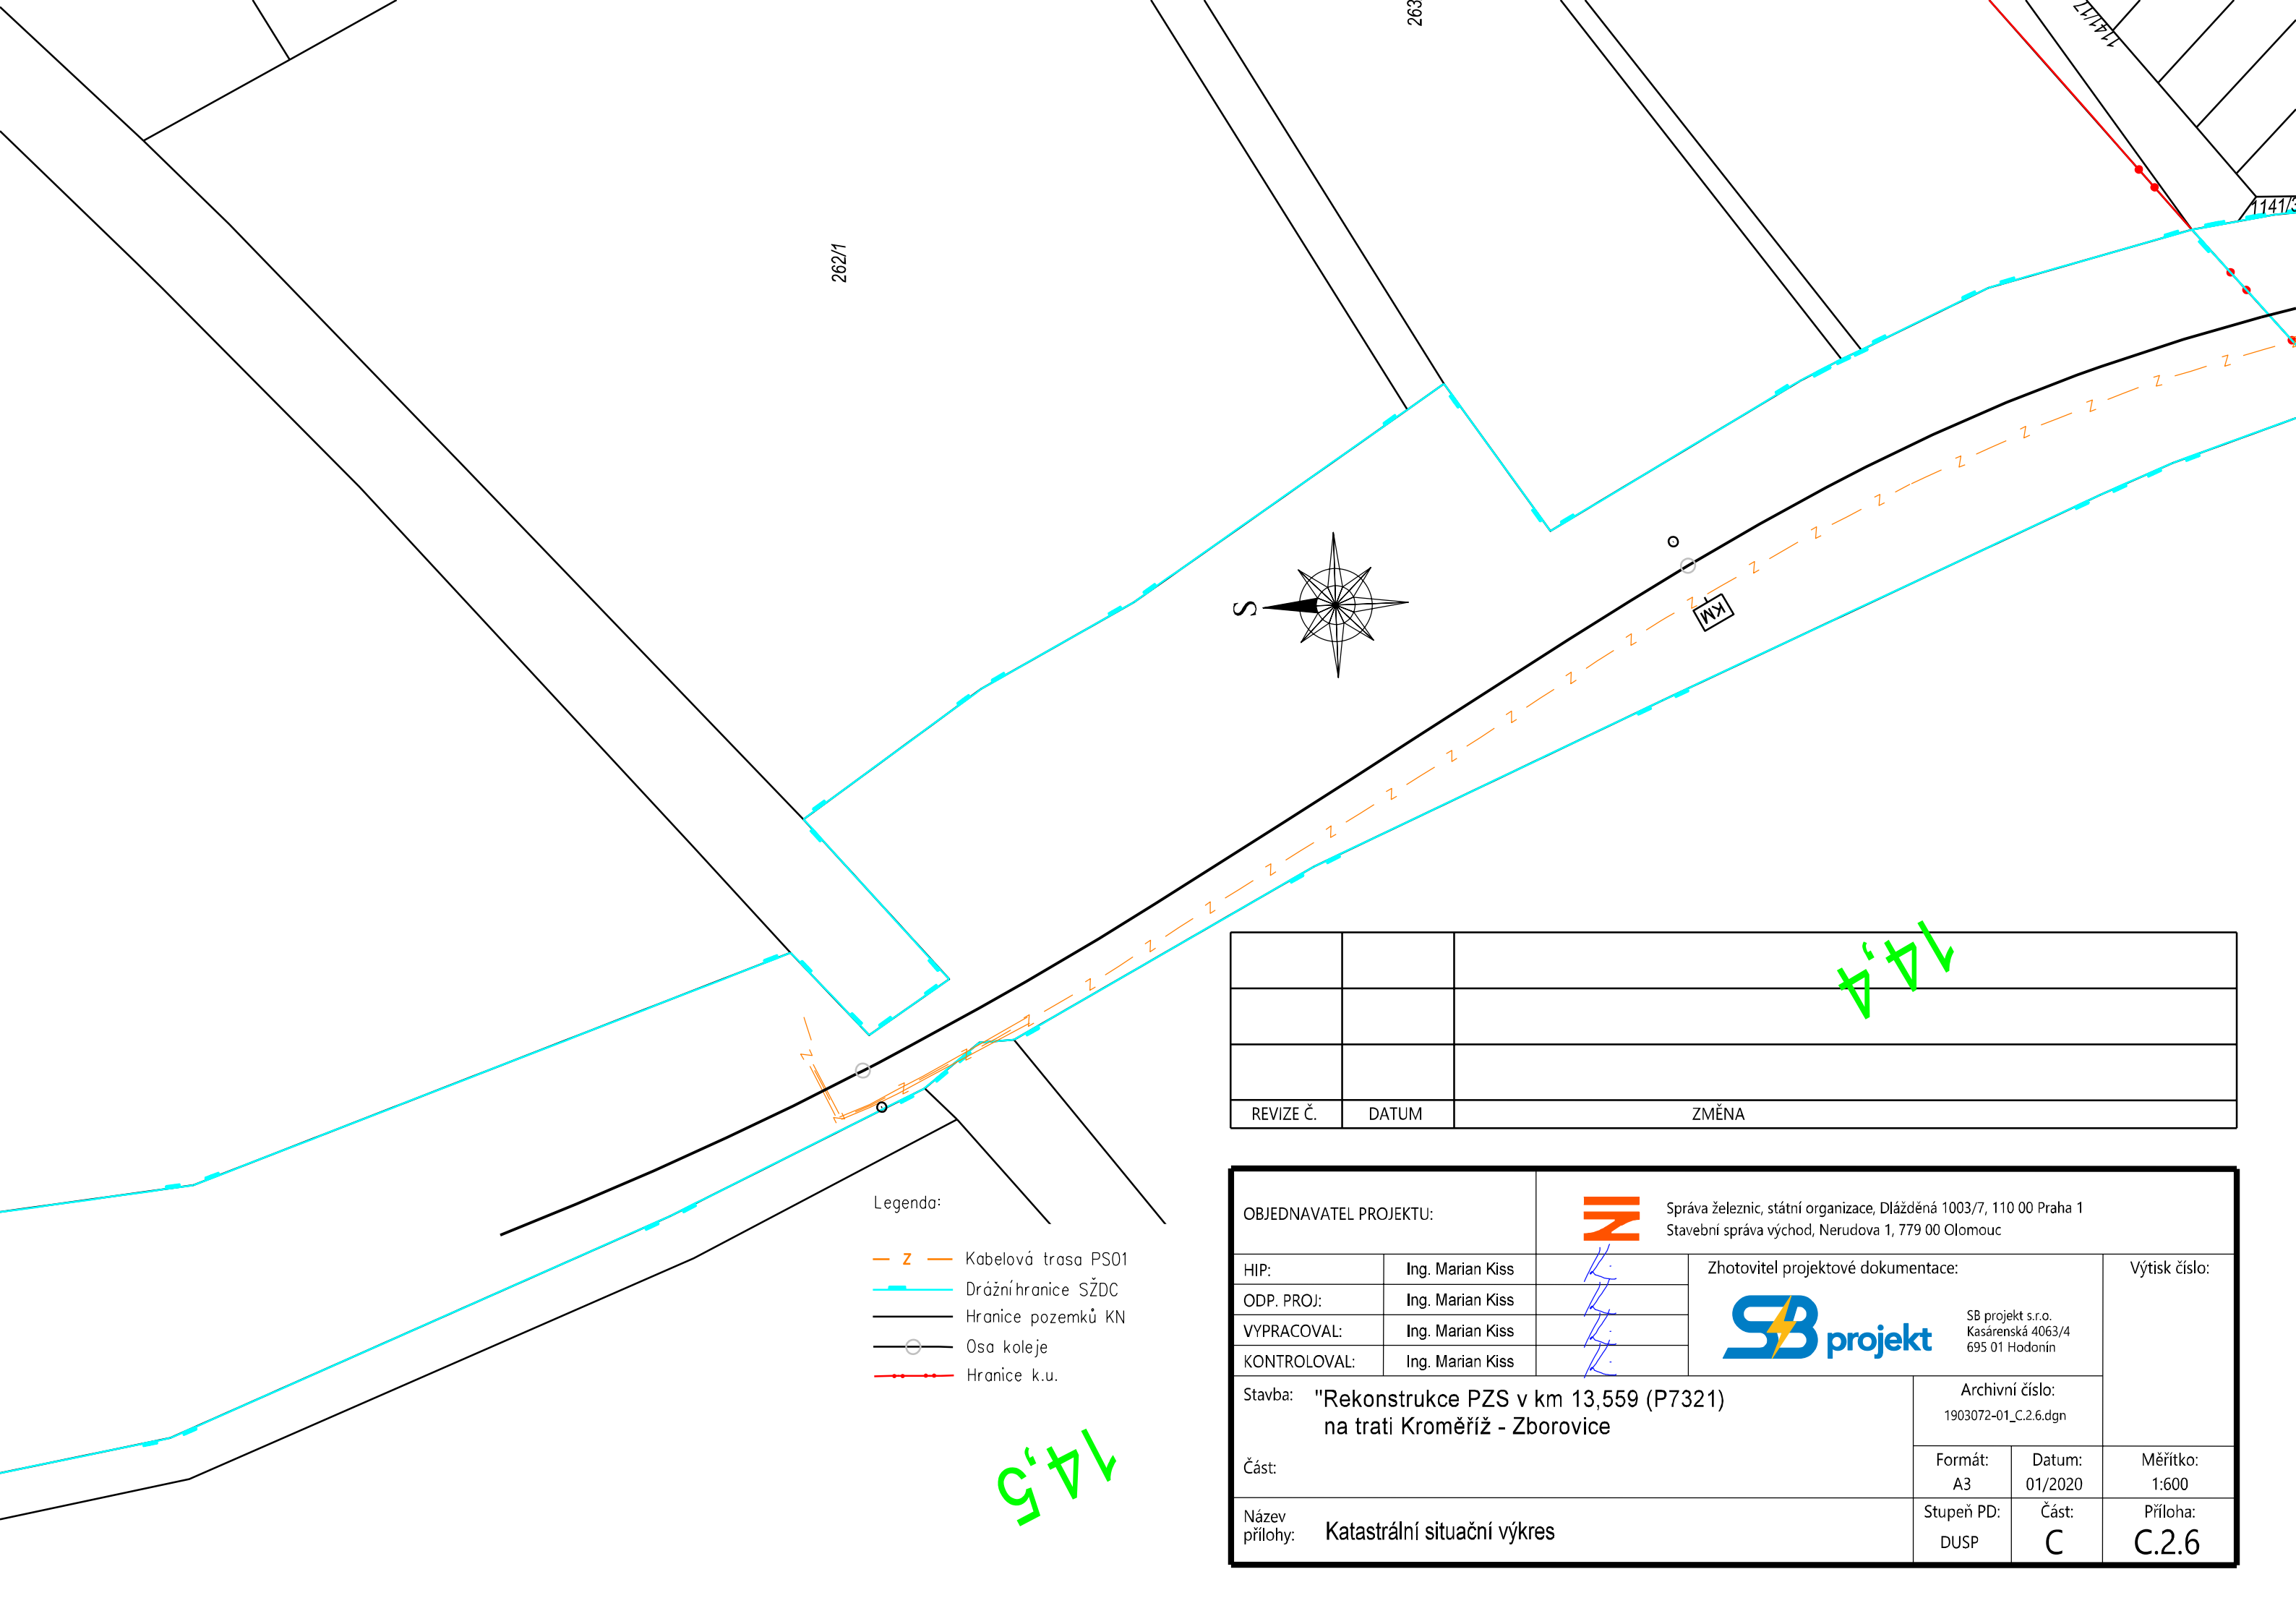 263
1141/17
1141/3
262/1
S
KM
14,4
REVIZE Č. DATUM ZMĚNA
14,5
Legenda:
Z Kabelová trasa PS01
Drážní hranice SŽDC
Hranice pozemků KN
Osa koleje
Hranice k.u.
OBJEDNAVATEL PROJEKTU:
Správa železnic, státní organizace, Dlážděná 1003/7, 110 00 Praha 1
Stavební správa východ, Nerudova 1, 779 00 Olomouc
HIP: Ing. Marian Kiss
ODP. PROJ: Ing. Marian Kiss
VYPRACOVAL: Ing. Marian Kiss
KONTROLOVAL: Ing. Marian Kiss
Zhotovitel projektové dokumentace:
SB projekt
SB projekt s.r.o.
Kasárenská 4063/4
695 01 Hodonín
Výtisk číslo:
Stavba: "Rekonstrukce PZS v km 13,559 (P7321)
na trati Kroměříž - Zborovice
Archivní číslo:
1903072-01_C.2.6.dgn
Část:
Formát: Datum: Měřítko:
A3 01/2020 1:600
Název
přílohy: Katastrální situační výkres
Stupeň PD: Část: Příloha:
DUSP C C.2.6